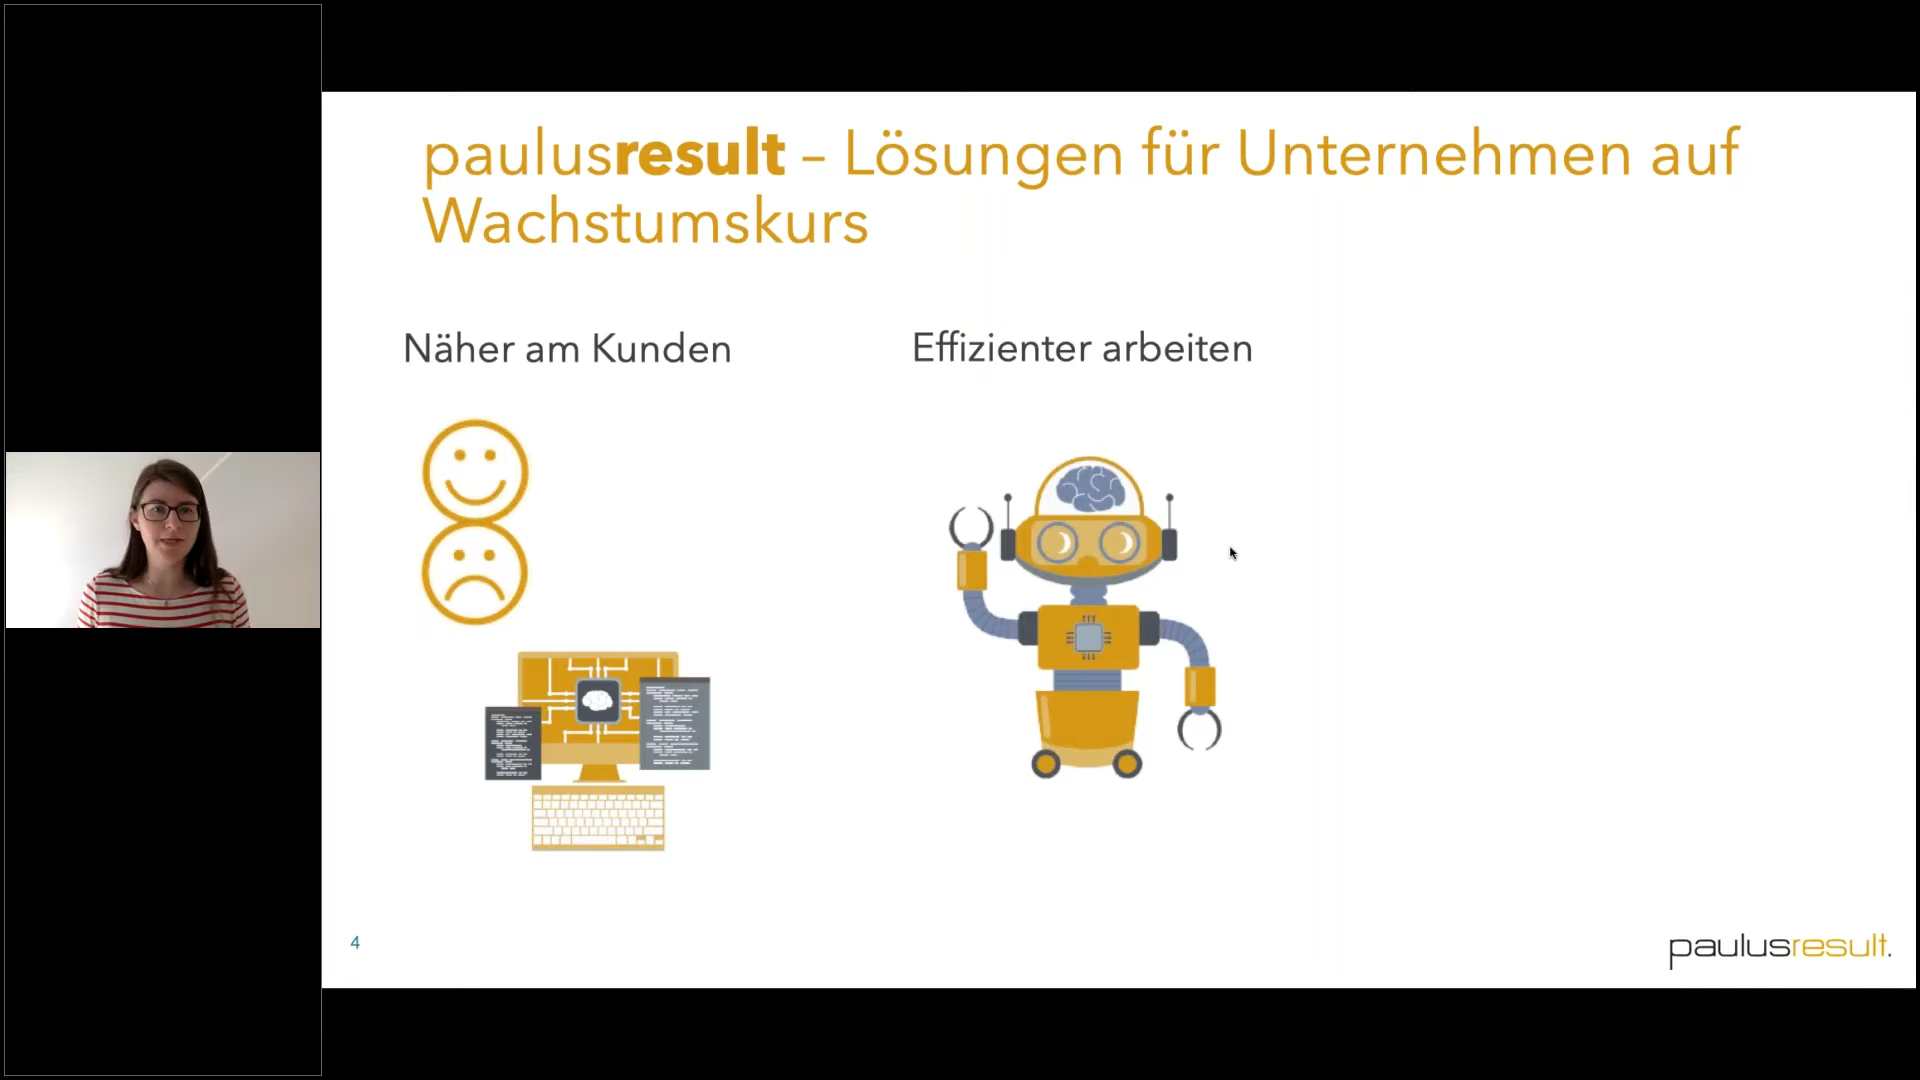 paulusresult – Lösungen für Unternehmen auf
Wachstumskurs
Näher am Kunden
Effizienter arbeiten
4
paulusresult.